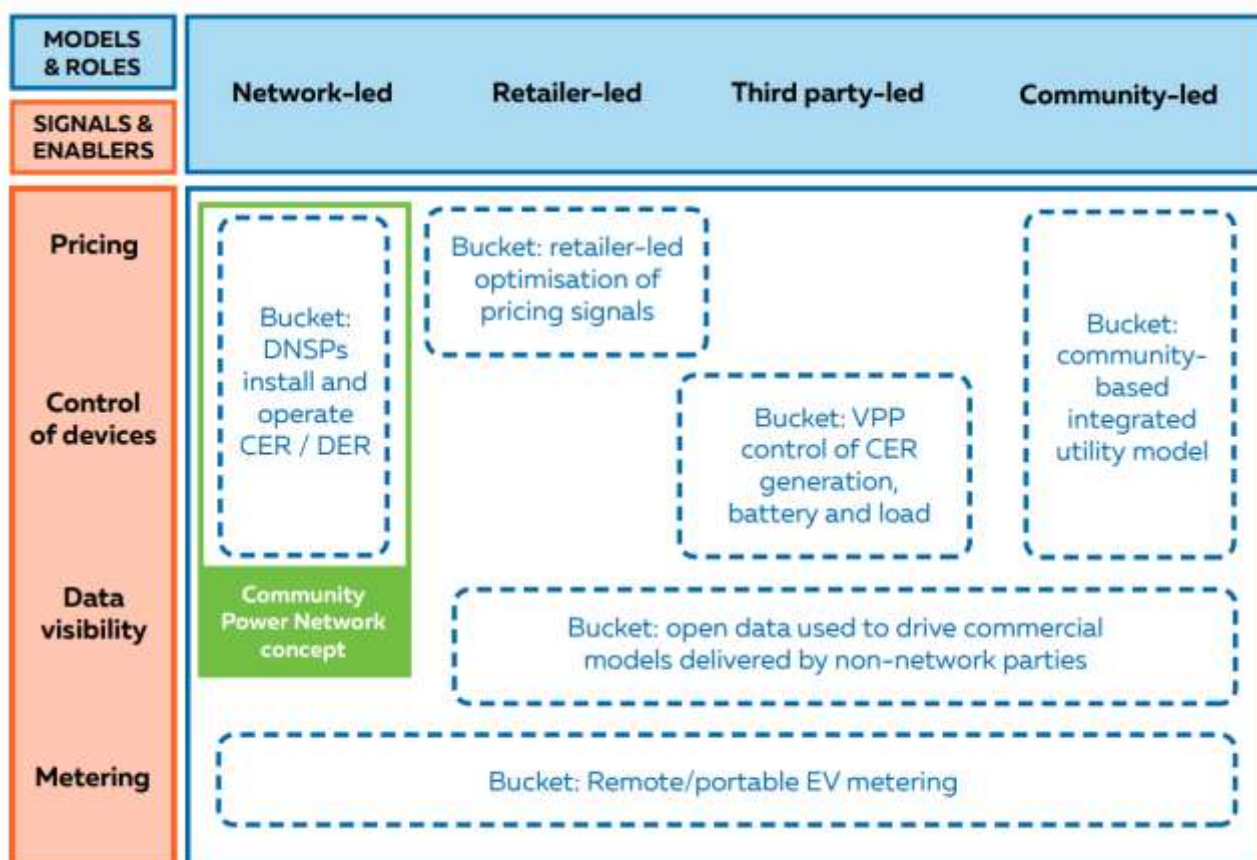 MODELS
& ROLES
SIGNALS &
ENABLERS
Network-led
Retailer-led
Third party-led
Community-led
Pricing
Control
of devices
Data
visibility
Metering
Bucket:
DNSPs
install and
operate
CER / DER
Community
Power Network
concept
Bucket: retailer-led
optimisation of
pricing signals
Bucket: VPP
control of CER
generation,
battery and load
Bucket:
community-
based
integrated
utility model
Bucket: open data used to drive commercial
models delivered by non-network parties
Bucket: Remote/portable EV metering